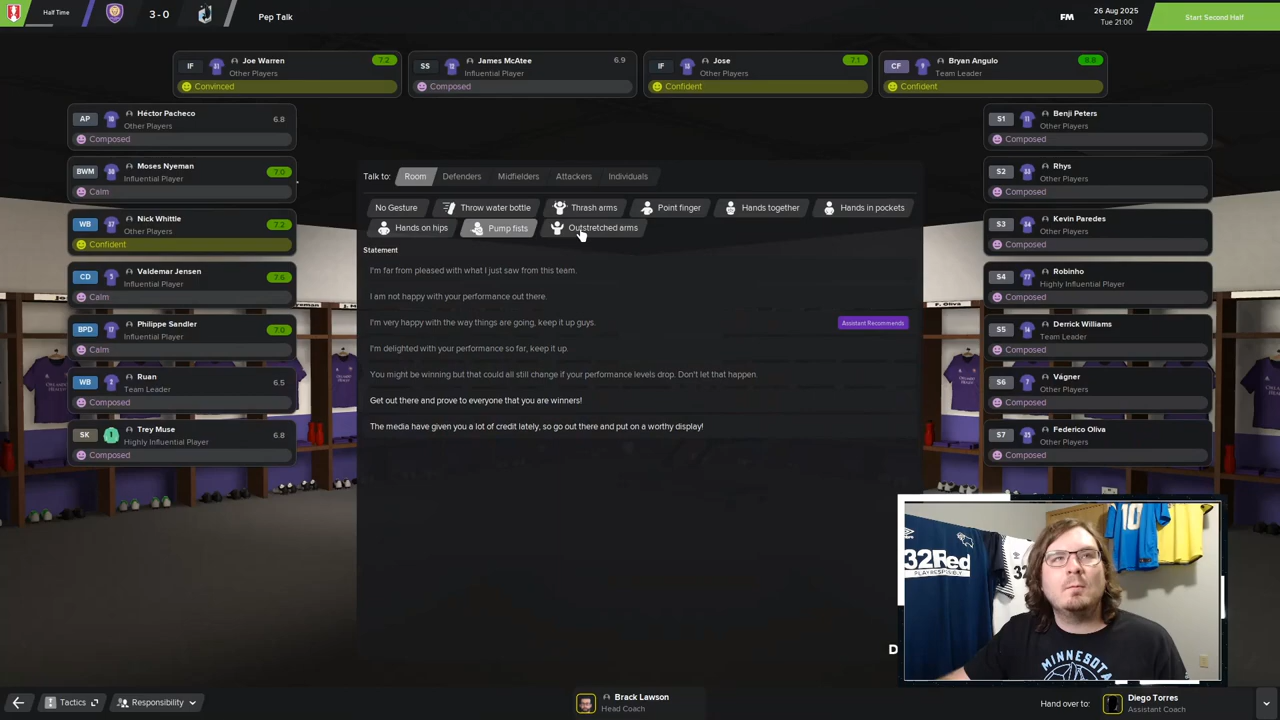 Half Time
3 - 0
Pep Talk
FM
26 Aug 2025
Tue 21:00
Start Second Half
IF
Joe Warren
Other Players
7.2
Convinced
SS
James McAtee
Influential Player
6.9
Composed
IF
Jose
Other Players
7.1
Confident
CF
Bryan Angulo
Team Leader
8.8
Confident
AP
Héctor Pacheco
Other Players
6.8
Composed
BWM
Moses Nyeman
Influential Player
7.0
Calm
WB
Nick Whittle
Other Players
7.2
Confident
CD
Valdemar Jensen
Influential Player
7.6
Calm
BPD
Philippe Sandler
Influential Player
7.0
Calm
WB
Ruan
Team Leader
6.5
Composed
SK
Trey Muse
Highly Influential Player
6.8
Composed
Talk to:
Room
Defenders
Midfielders
Attackers
Individuals
No Gesture
Throw water bottle
Thrash arms
Point finger
Hands together
Hands in pockets
Hands on hips
Pump fists
Outstretched arms
Statement
I'm far from pleased with what I just saw from this team.
I am not happy with your performance out there.
I'm very happy with the way things are going, keep it up guys.
Assistant Recommends
I'm delighted with your performance so far, keep it up.
You might be winning but that could all still change if your performance levels drop. Don't let that happen.
Get out there and prove to everyone that you are winners!
The media have given you a lot of credit lately, so go out there and put on a worthy display!
S1
Benji Peters
Other Players
Composed
S2
Rhys
Other Players
Composed
S3
Kevin Paredes
Other Players
Composed
S4
Robinho
Highly Influential Player
Composed
S5
Derrick Williams
Team Leader
Composed
S6
Vágner
Other Players
Composed
S7
Federico Oliva
Other Players
Composed
32Red
PLAY RESPONSIBLY
32
10
MINNESOTA
D
Tactics
Responsibility
Brack Lawson
Head Coach
Hand over to:
Diego Torres
Assistant Coach